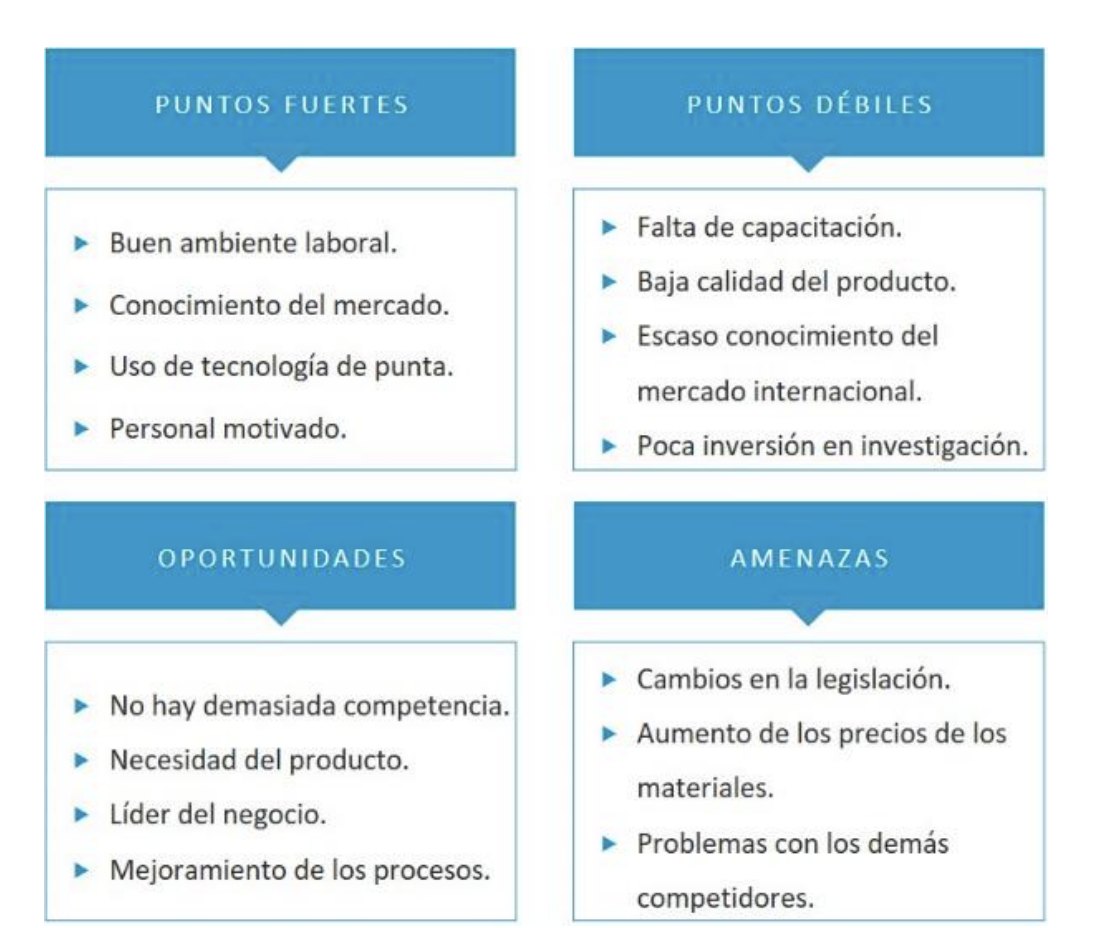 PUNTOS FUERTES
Buen ambiente laboral.
Conocimiento del mercado.
Uso de tecnología de punta.
Personal motivado.
PUNTOS DÉBILES
Falta de capacitación.
Baja calidad del producto.
Escaso conocimiento del
mercado internacional.
Poca inversión en investigación.
OPORTUNIDADES
No hay demasiada competencia.
Necesidad del producto.
Líder del negocio.
Mejoramiento de los procesos.
AMENAZAS
Cambios en la legislación.
Aumento de los precios de los
materiales.
Problemas con los demás
competidores.